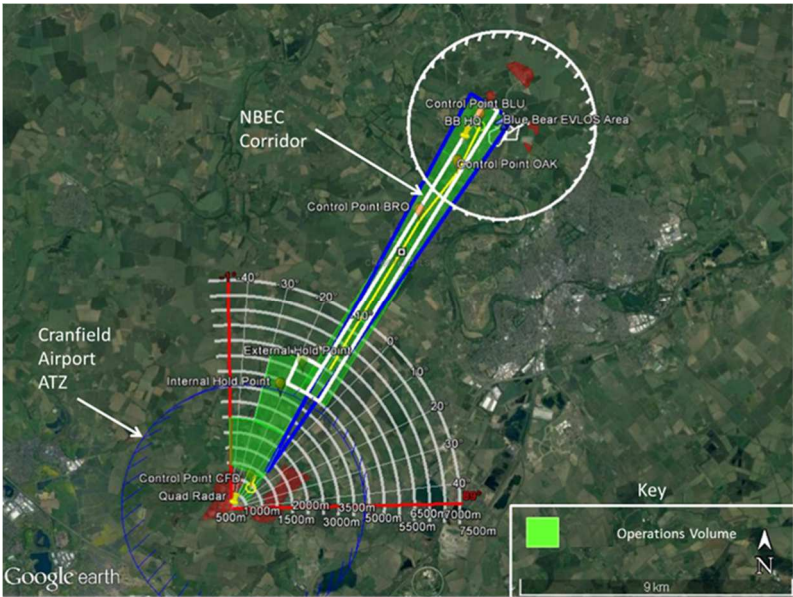 Control Point BLU
NBEC
Corridor
BB HQ
Blue Bear EVLOS Area
Control Point OAK
Control Point BRO
-40°
-30°
-20°
-10°
0°
10°
20°
30°
40°
External Hold Point
Internal Hold Point
Cranfield
Airport
ATZ
Control Point CFD
Quad Radar
500m
1000m
1500m
2000m
3000m
3500m
5000m
5500m
6500m
7000m
7500m
Key
Operations Volume
N
9 km
Google earth